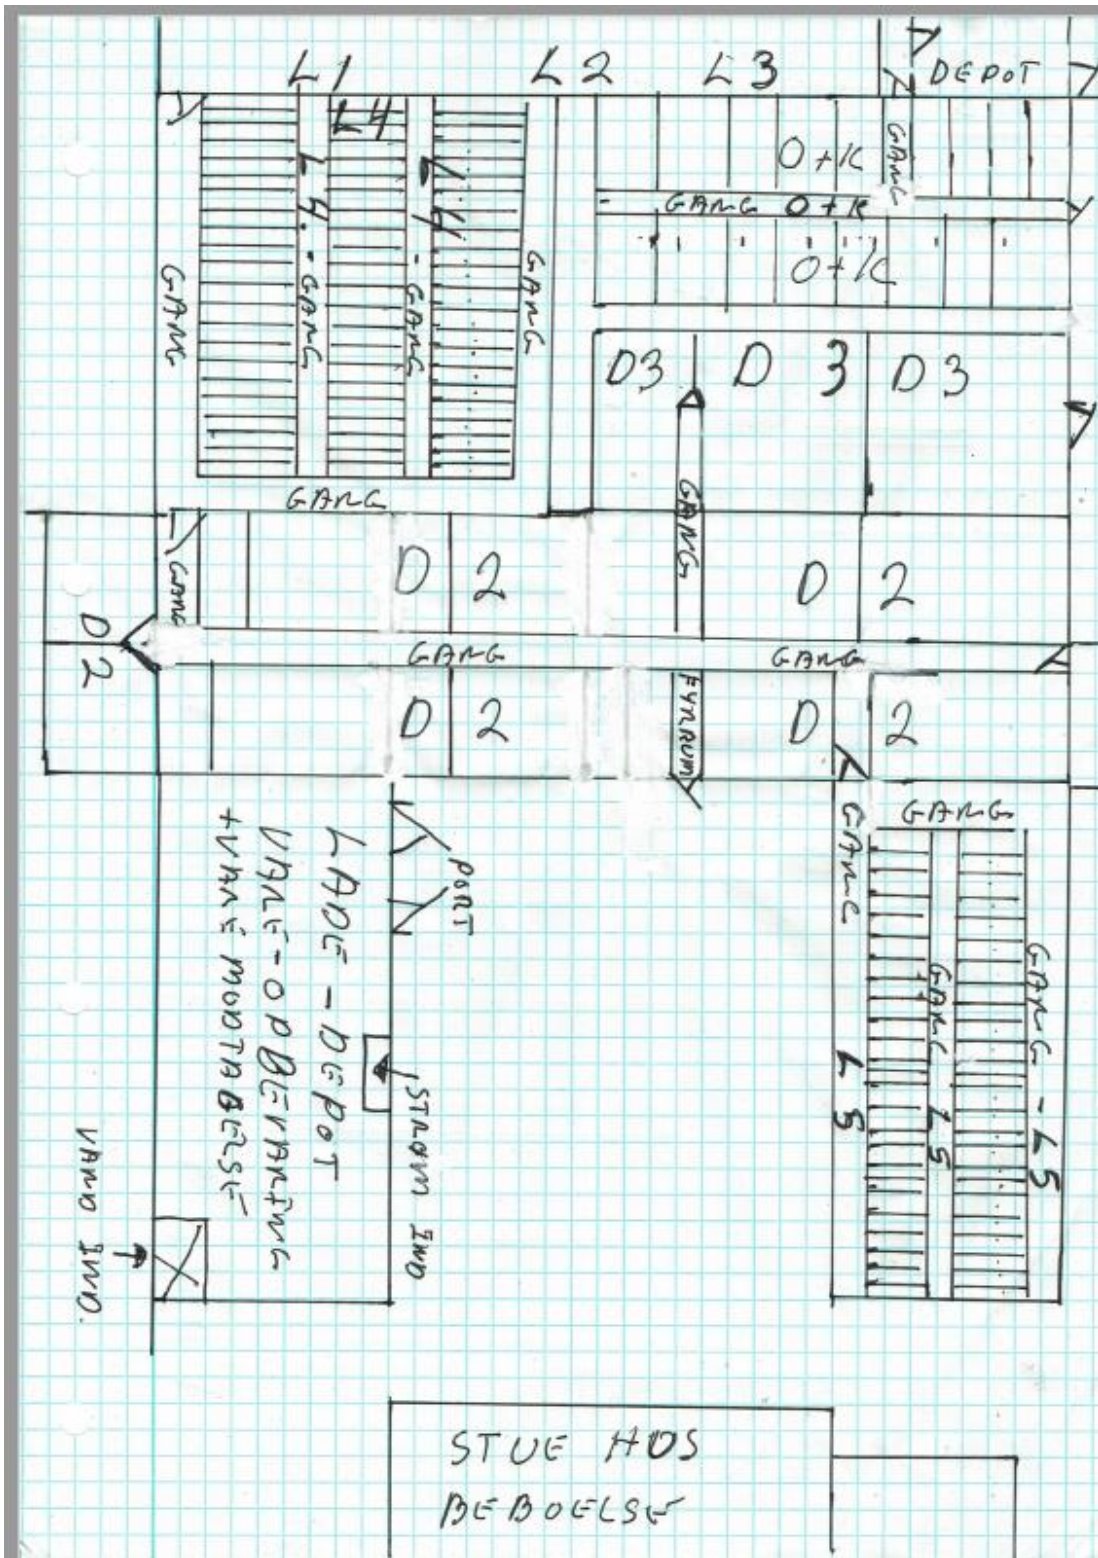 L1
L2
L3
DEPOT
L4
L4.-GANG
L4-GANG
GANG
GANG
GANG
GANG
O+K
GANG O+K
O+K
D3
D 3
D3
GANG
GANG
D 2
D 2
D2
GANG
GANG
D 2
FYRRUM
D 2
GANG
GANG L5
GANG L5
GANG-L5
PORT
LADE-DEPOT
VARE-OPBEVARING
+VARE MODTAGELSE
STRØM IND
VAND IND.
STUE HUS
BEBOELSE